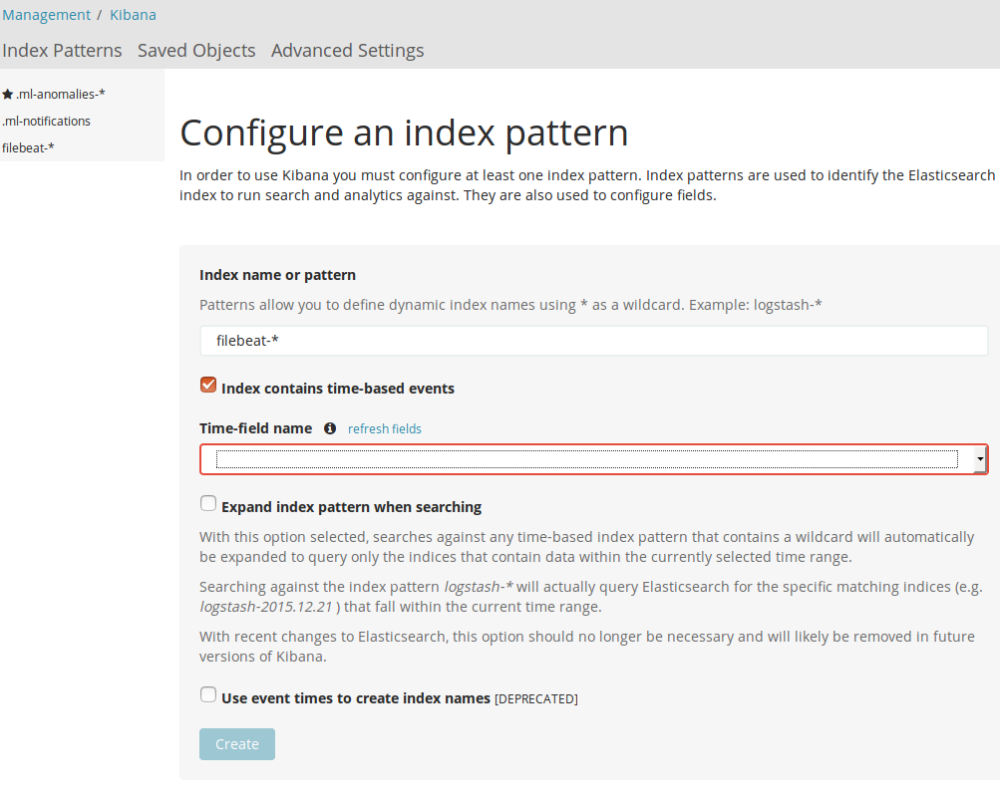 Management / Kibana
Index Patterns Saved Objects Advanced Settings
.ml-anomalies-*
.ml-notifications
filebeat-*
Configure an index pattern
In order to use Kibana you must configure at least one index pattern. Index patterns are used to identify the Elasticsearch
index to run search and analytics against. They are also used to configure fields.
Index name or pattern
Patterns allow you to define dynamic index names using * as a wildcard. Example: logstash-*
filebeat-*
Index contains time-based events
Time-field name refresh fields
Expand index pattern when searching
With this option selected, searches against any time-based index pattern that contains a wildcard will automatically
be expanded to query only the indices that contain data within the currently selected time range.
Searching against the index pattern logstash-* will actually query Elasticsearch for the specific matching indices (e.g.
logstash-2015.12.21 ) that fall within the current time range.
With recent changes to Elasticsearch, this option should no longer be necessary and will likely be removed in future
versions of Kibana.
Use event times to create index names [DEPRECATED]
Create